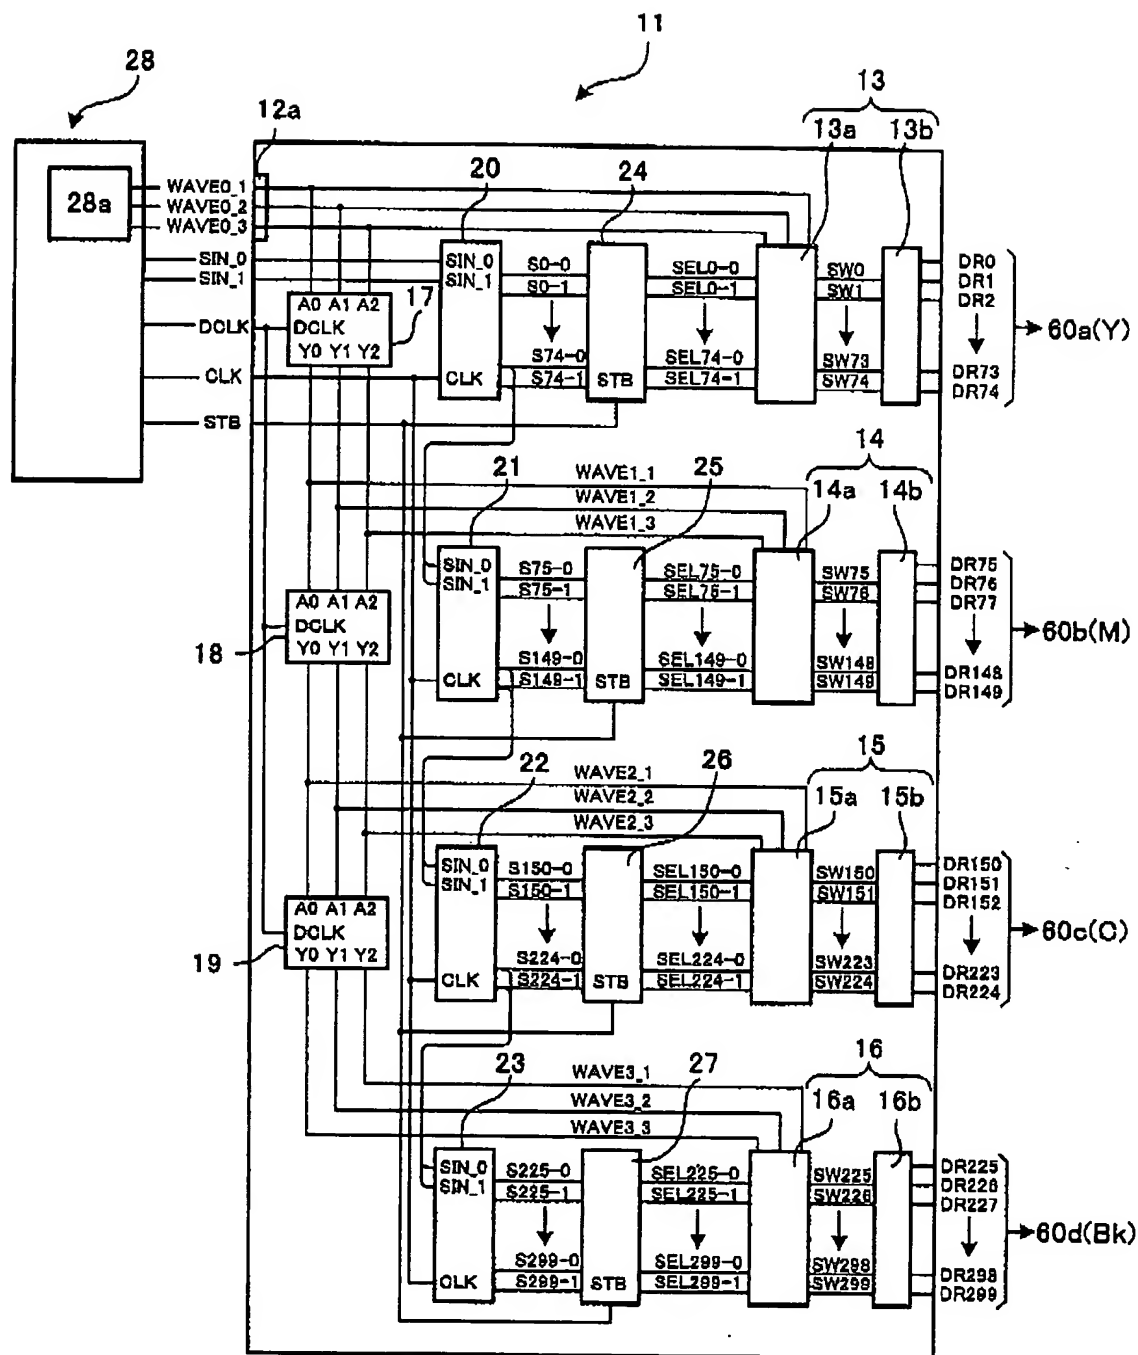 11
28
12a
13
13a 13b
20
24
28a
WAVE0_1
WAVE0_2
WAVE0_3
SIN_0
SIN_1
DCLK
CLK
STB
A0 A1 A2
DCLK
Y0 Y1 Y2
17
SIN_0
SIN_1
CLK
S0-0
S0-1
S74-0
S74-1
STB
SEL0-0
SEL0-1
SEL74-0
SEL74-1
SW0
SW1
SW73
SW74
DR0
DR1
DR2
DR73
DR74
60a(Y)
14
14a 14b
21
25
WAVE1_1
WAVE1_2
WAVE1_3
A0 A1 A2
DCLK
Y0 Y1 Y2
18
SIN_0
SIN_1
CLK
S75-0
S75-1
S149-0
S149-1
STB
SEL75-0
SEL75-1
SEL149-0
SEL149-1
SW75
SW76
SW148
SW149
DR75
DR76
DR77
DR148
DR149
60b(M)
15
15a 15b
22
26
WAVE2_1
WAVE2_2
WAVE2_3
A0 A1 A2
DCLK
Y0 Y1 Y2
19
SIN_0
SIN_1
CLK
S150-0
S150-1
S224-0
S224-1
STB
SEL150-0
SEL150-1
SEL224-0
SEL224-1
SW150
SW151
SW223
SW224
DR150
DR151
DR152
DR223
DR224
60c(C)
16
16a 16b
23
27
WAVE3_1
WAVE3_2
WAVE3_3
SIN_0
SIN_1
CLK
S225-0
S225-1
S299-0
S299-1
STB
SEL225-0
SEL225-1
SEL299-0
SEL299-1
SW225
SW226
SW298
SW299
DR225
DR226
DR227
DR298
DR299
60d(Bk)